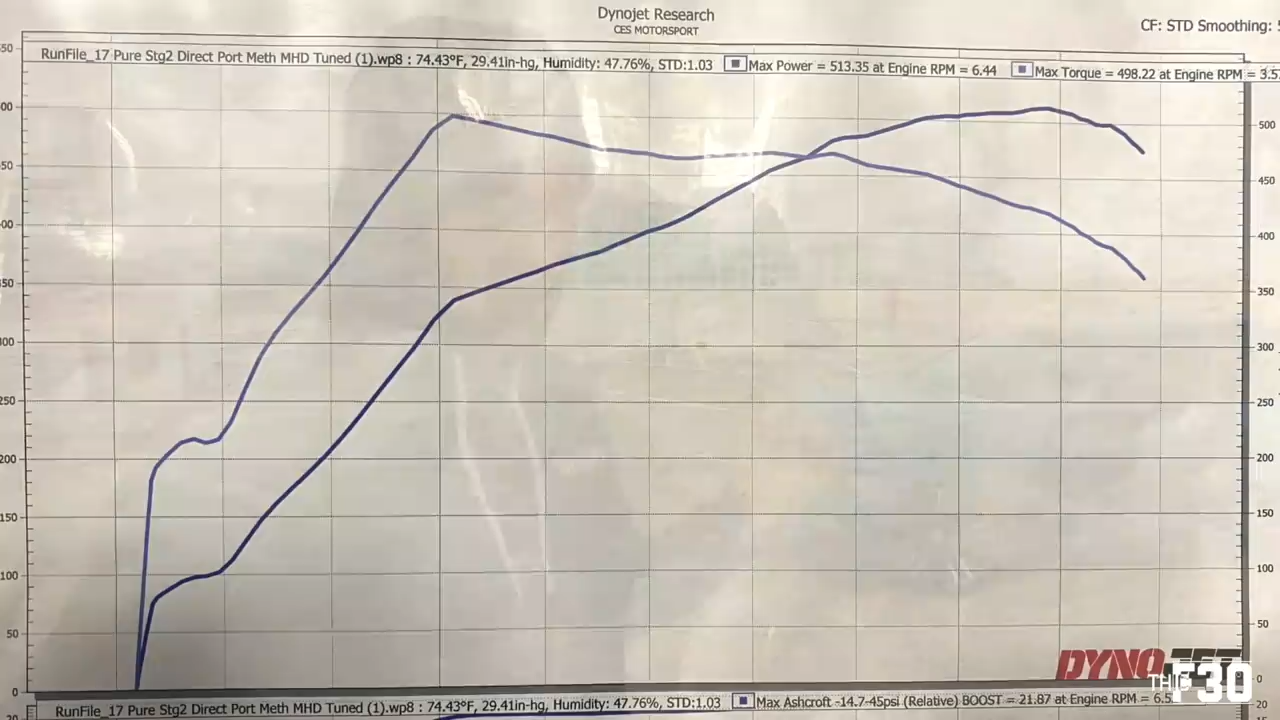 Dynojet Research
CES MOTORSPORT
CF: STD Smoothing:
RunFile_17 Pure Stg2 Direct Port Meth MHD Tuned (1).wp8 : 74.43°F, 29.41in-hg, Humidity: 47.76%, STD:1.03 Max Power = 513.35 at Engine RPM = 6.44 Max Torque = 498.22 at Engine RPM = 3.5
50
00 500
50 450
00 400
50 350
300 300
250 250
200 200
150 150
100 100
50 50
0 0
DYNOJET
THIP F30
RunFile_17 Pure Stg2 Direct Port Meth MHD Tuned (1).wp8 : 74.43°F, 29.41in-hg, Humidity: 47.76%, STD:1.03 Max Ashcroft -14.7-45psi (Relative) BOOST = 21.87 at Engine RPM = 6.5
20 20